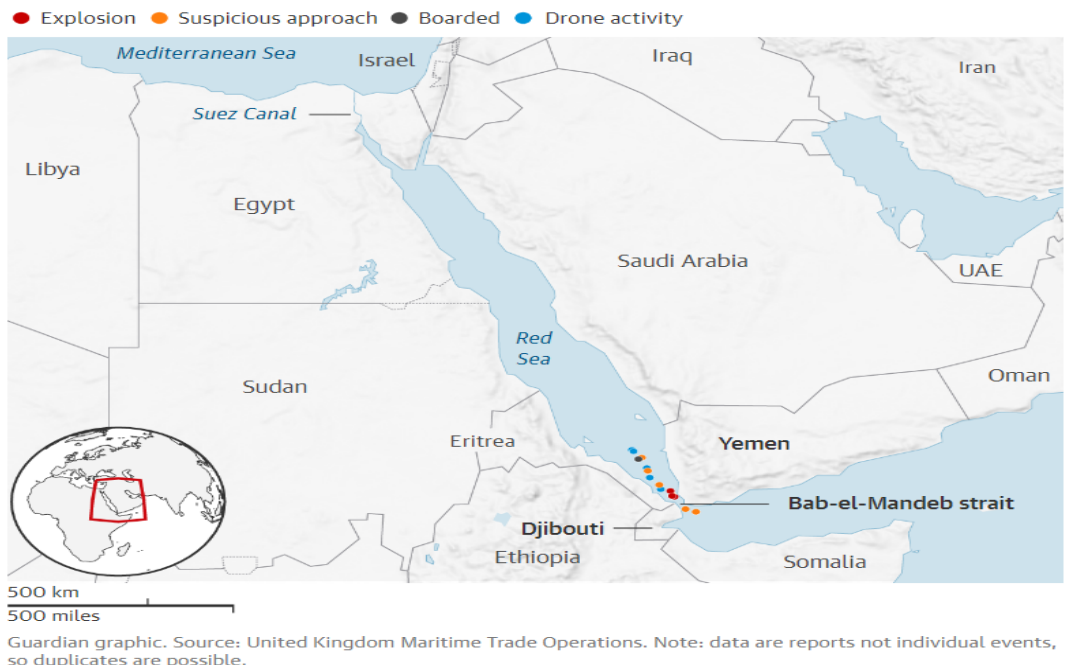 Explosion Suspicious approach Boarded Drone activity
Mediterranean Sea
Israel
Iraq
Iran
Suez Canal
Libya
Egypt
Saudi Arabia
UAE
Red
Sea
Oman
Sudan
Eritrea
Yemen
Bab-el-Mandeb strait
Djibouti
Ethiopia
Somalia
500 km
500 miles
Guardian graphic. Source: United Kingdom Maritime Trade Operations. Note: data are reports not individual events,
so duplicates are possible.